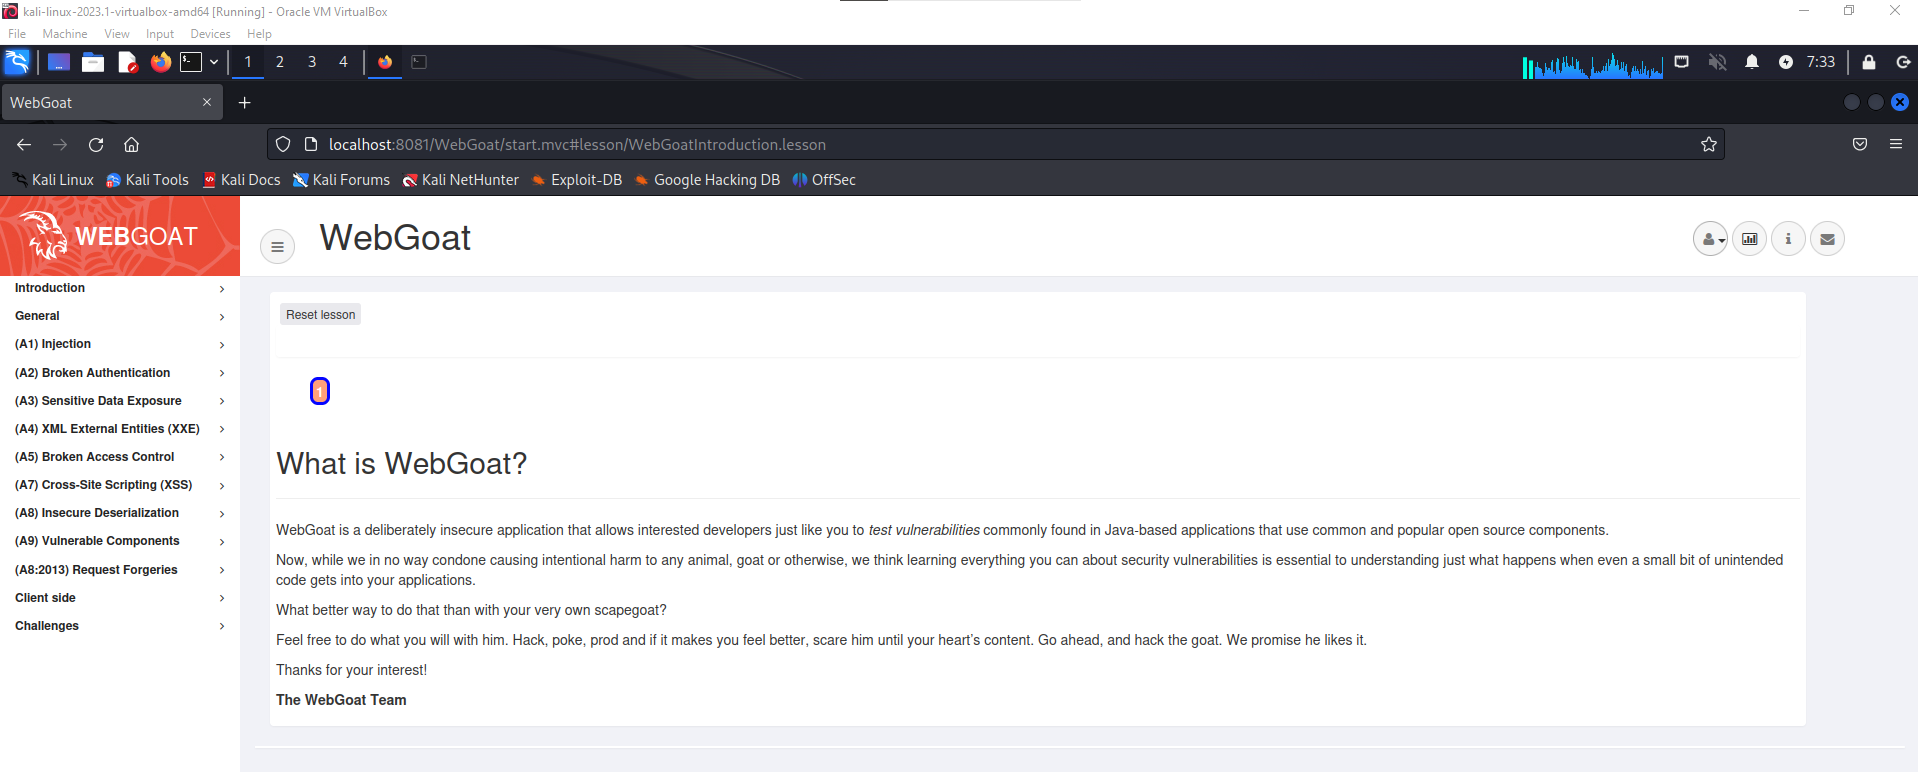 kali-linux-2023.1-virtualbox-amd64 [Running] - Oracle VM VirtualBox
File Machine View Input Devices Help
1 2 3 4 7:33
WebGoat
localhost:8081/WebGoat/start.mvc#lesson/WebGoatIntroduction.lesson
Kali Linux Kali Tools Kali Docs Kali Forums Kali NetHunter Exploit-DB Google Hacking DB OffSec
WEBGOAT
WebGoat
Introduction
General
(A1) Injection
(A2) Broken Authentication
(A3) Sensitive Data Exposure
(A4) XML External Entities (XXE)
(A5) Broken Access Control
(A7) Cross-Site Scripting (XSS)
(A8) Insecure Deserialization
(A9) Vulnerable Components
(A8:2013) Request Forgeries
Client side
Challenges
Reset lesson
1
What is WebGoat?
WebGoat is a deliberately insecure application that allows interested developers just like you to test vulnerabilities commonly found in Java-based applications that use common and popular open source components.
Now, while we in no way condone causing intentional harm to any animal, goat or otherwise, we think learning everything you can about security vulnerabilities is essential to understanding just what happens when even a small bit of unintended
code gets into your applications.
What better way to do that than with your very own scapegoat?
Feel free to do what you will with him. Hack, poke, prod and if it makes you feel better, scare him until your heart’s content. Go ahead, and hack the goat. We promise he likes it.
Thanks for your interest!
The WebGoat Team